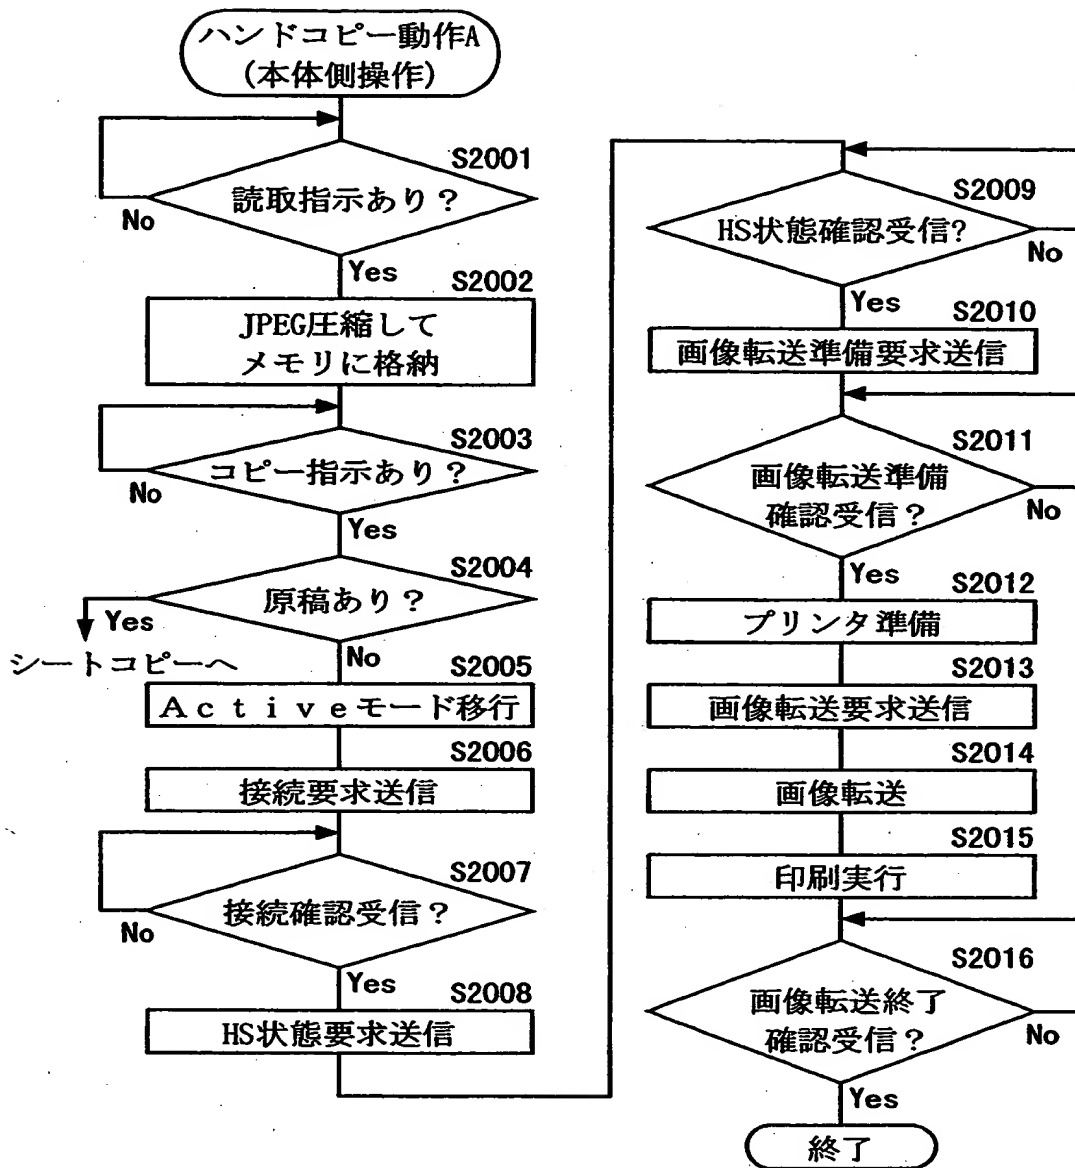 ハンドコピー動作A
(本体側操作)
S2001
読取指示あり？
No
Yes
S2002
JPEG圧縮して
メモリに格納
S2003
コピー指示あり？
No
Yes
S2004
原稿あり？
Yes
シートコピーへ
No
S2005
Ａｃｔｉｖｅモード移行
S2006
接続要求送信
S2007
接続確認受信？
No
Yes
S2008
HS状態要求送信
S2009
HS状態確認受信?
No
Yes
S2010
画像転送準備要求送信
S2011
画像転送準備
確認受信？
No
Yes
S2012
プリンタ準備
S2013
画像転送要求送信
S2014
画像転送
S2015
印刷実行
S2016
画像転送終了
確認受信？
No
Yes
終了